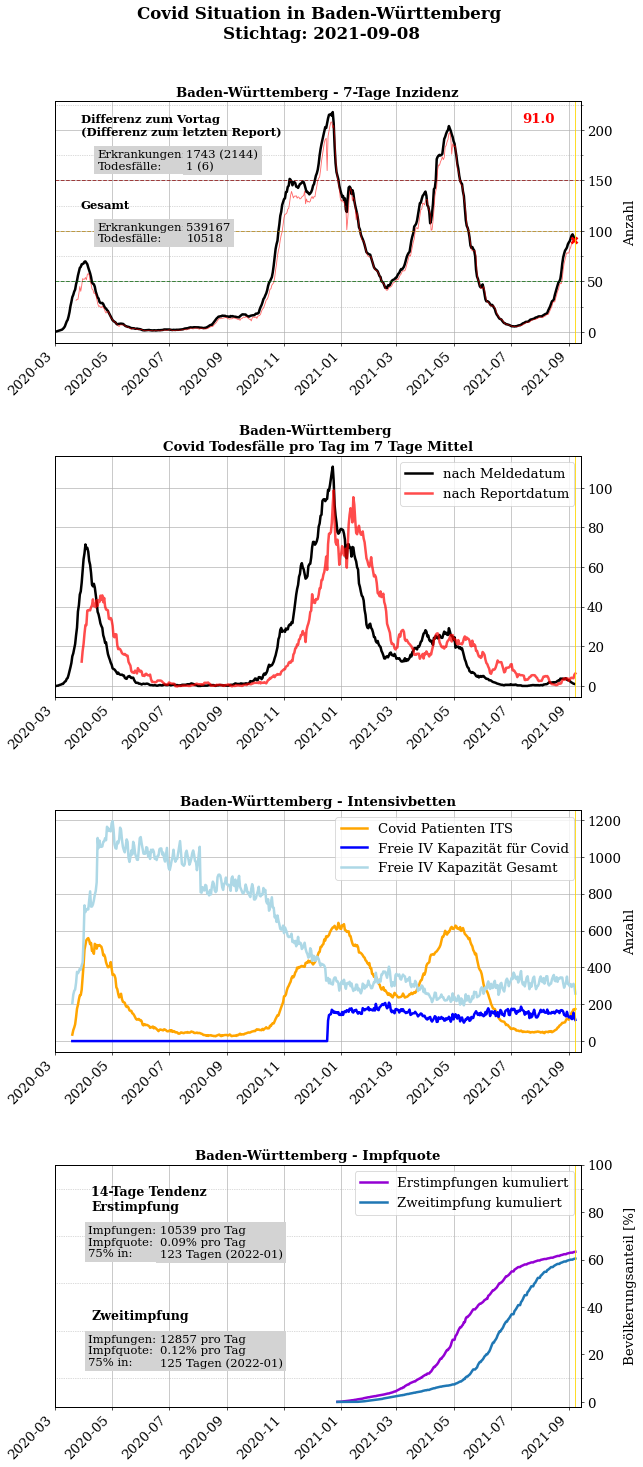 Covid Situation in Baden-Württemberg
Stichtag: 2021-09-08
Baden-Württemberg - 7-Tage Inzidenz
Differenz zum Vortag
(Differenz zum letzten Report)
Erkrankungen 1743 (2144)
Todesfälle: 1 (6)
Gesamt
Erkrankungen 539167
Todesfälle: 10518
91.0
200
150
100
50
0
Anzahl
2020-03
2020-05
2020-07
2020-09
2020-11
2021-01
2021-03
2021-05
2021-07
2021-09
Baden-Württemberg
Covid Todesfälle pro Tag im 7 Tage Mittel
nach Meldedatum
nach Reportdatum
100
80
60
40
20
0
2020-03
2020-05
2020-07
2020-09
2020-11
2021-01
2021-03
2021-05
2021-07
2021-09
Baden-Württemberg - Intensivbetten
Covid Patienten ITS
Freie IV Kapazität für Covid
Freie IV Kapazität Gesamt
1200
1000
800
600
400
200
0
Anzahl
2020-03
2020-05
2020-07
2020-09
2020-11
2021-01
2021-03
2021-05
2021-07
2021-09
Baden-Württemberg - Impfquote
14-Tage Tendenz
Erstimpfung
Impfungen: 10539 pro Tag
Impfquote: 0.09% pro Tag
75% in: 123 Tagen (2022-01)
Zweitimpfung
Impfungen: 12857 pro Tag
Impfquote: 0.12% pro Tag
75% in: 125 Tagen (2022-01)
Erstimpfungen kumuliert
Zweitimpfung kumuliert
100
80
60
40
20
0
Bevölkerungsanteil [%]
2020-03
2020-05
2020-07
2020-09
2020-11
2021-01
2021-03
2021-05
2021-07
2021-09